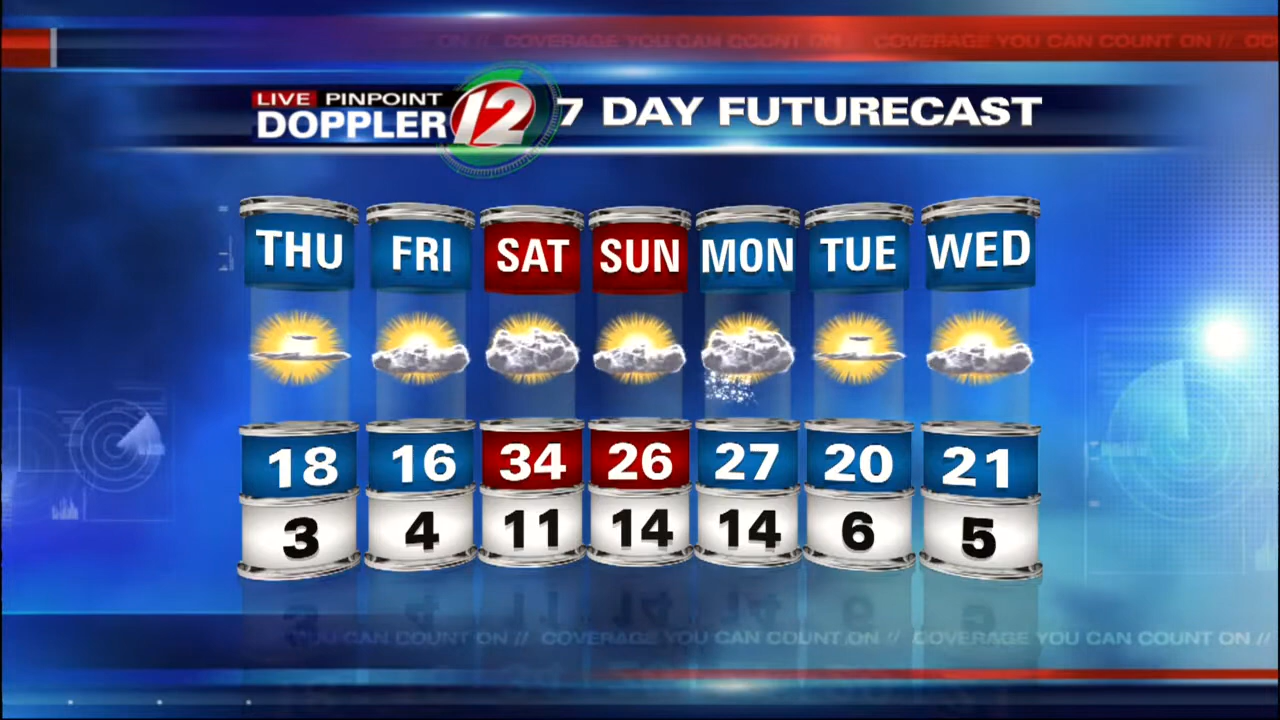 ON // COVERAGE YOU CAN COUNT ON // COVERAGE YOU CAN COUNT ON //
LIVE PINPOINT
DOPPLER 12 7 DAY FUTURECAST
THU FRI SAT SUN MON TUE WED
18 16 34 26 27 20 21
3 4 11 14 14 6 5
YOU CAN COUNT ON // COVERAGE YOU CAN COUNT ON // COVERAGE YOU CAN COUNT ON //